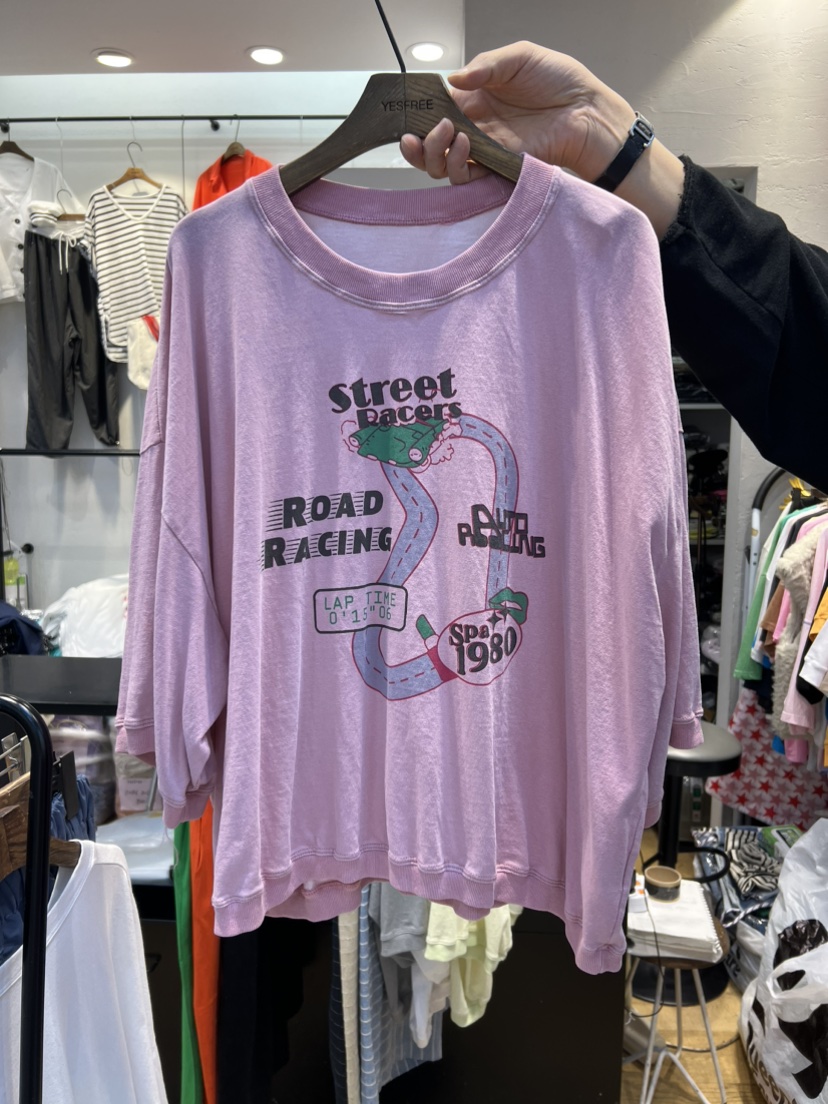 YESFREE
Street
Racers
ROAD
RACING
AUTO
RACING
LAP TIME
0'15"06
Spa
1980